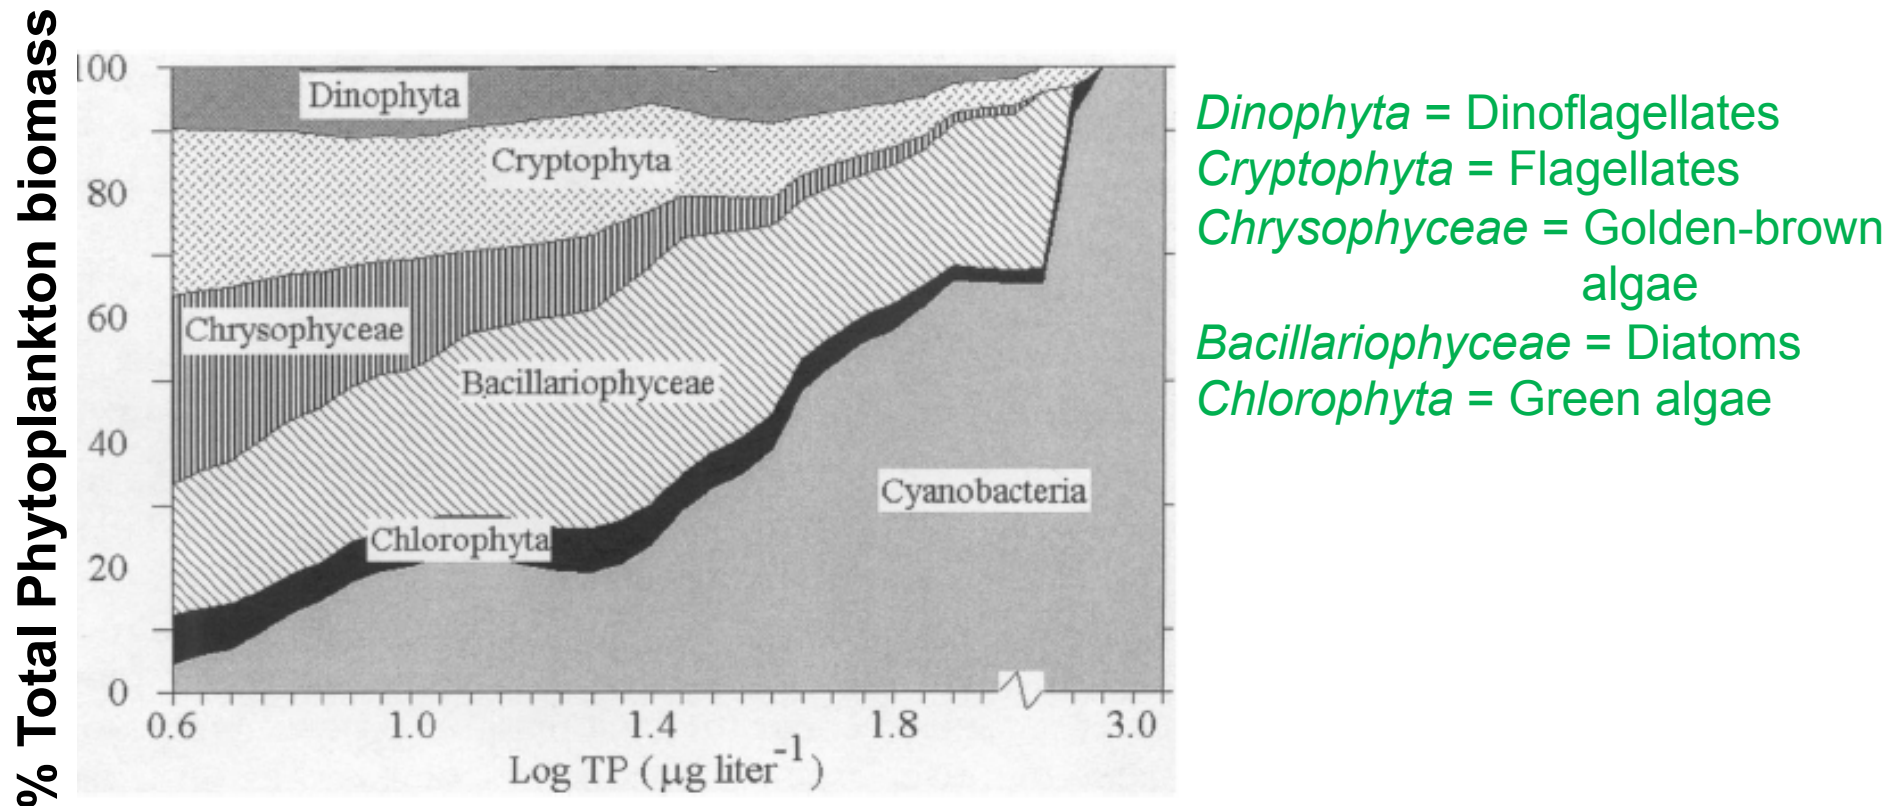 % Total Phytoplankton biomass
100
80
60
40
20
0
Dinophyta
Cryptophyta
Chrysophyceae
Bacillariophyceae
Chlorophyta
Cyanobacteria
0.6 1.0 1.4 1.8 3.0
Log TP ( µg liter⁻¹ )
Dinophyta = Dinoflagellates
Cryptophyta = Flagellates
Chrysophyceae = Golden-brown
algae
Bacillariophyceae = Diatoms
Chlorophyta = Green algae